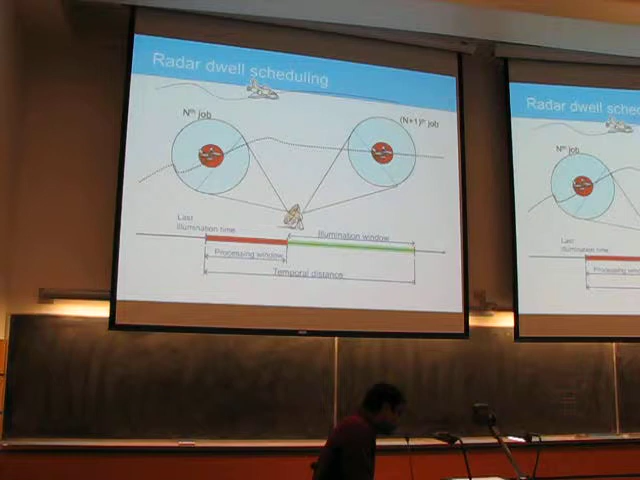 Radar dwell scheduling
Nth job
(N+1)th job
Last
Illumination time
Illumination window
Processing window
Temporal distance
Radar dwell sche
Nth job
Last
Illumination time
Processing window